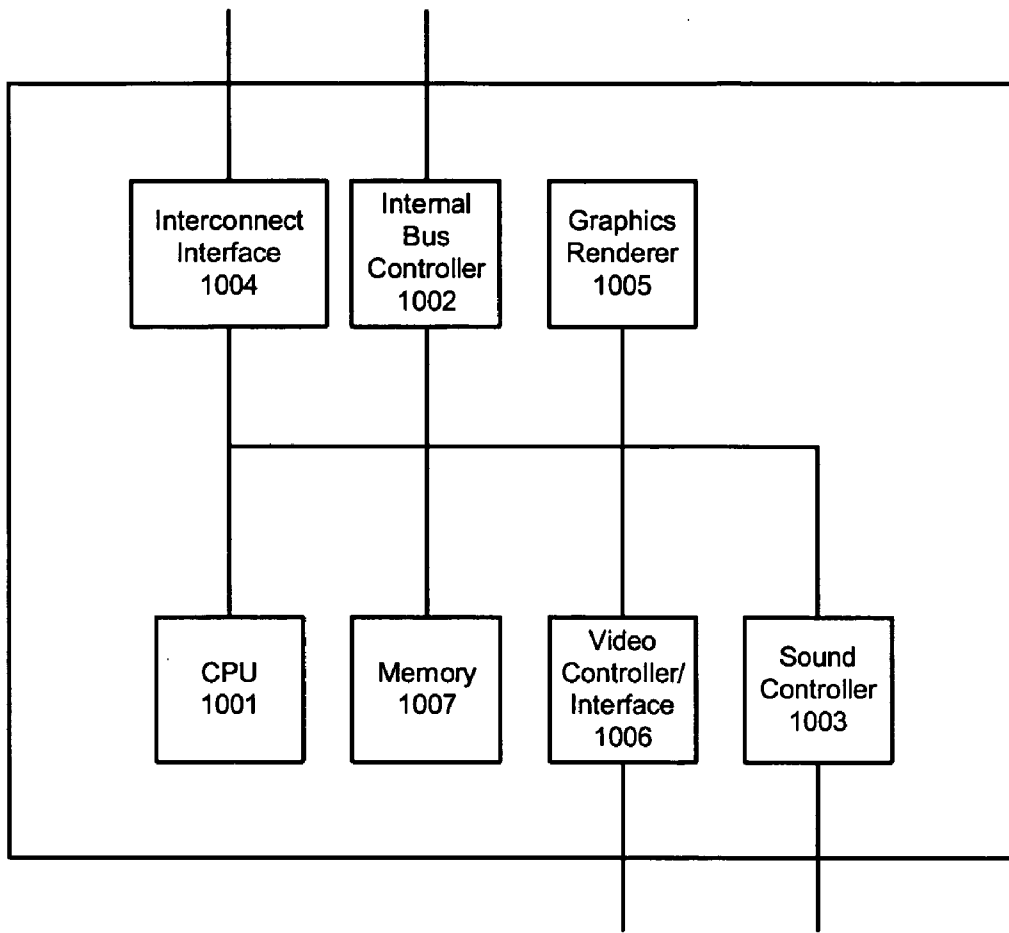 Interconnect
Interface
1004
Internal
Bus
Controller
1002
Graphics
Renderer
1005
CPU
1001
Memory
1007
Video
Controller/
Interface
1006
Sound
Controller
1003